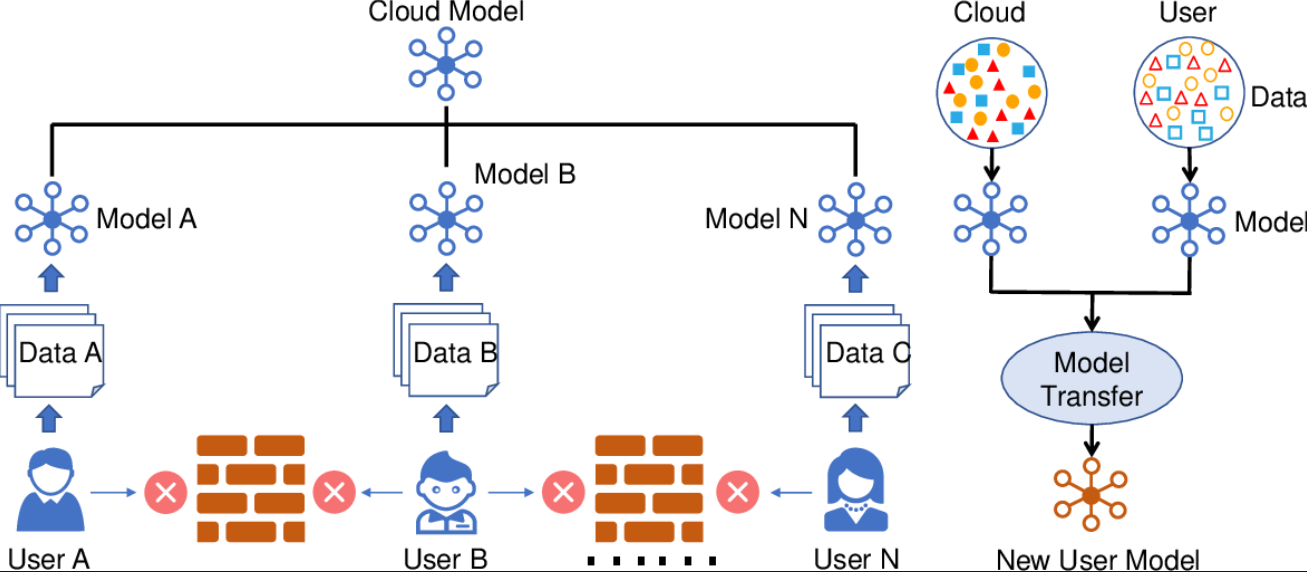 Cloud Model
Cloud
User
Data
Model B
Model A
Model N
Model
Data A
Data B
Data C
Model
Transfer
User A
User B
......
User N
New User Model